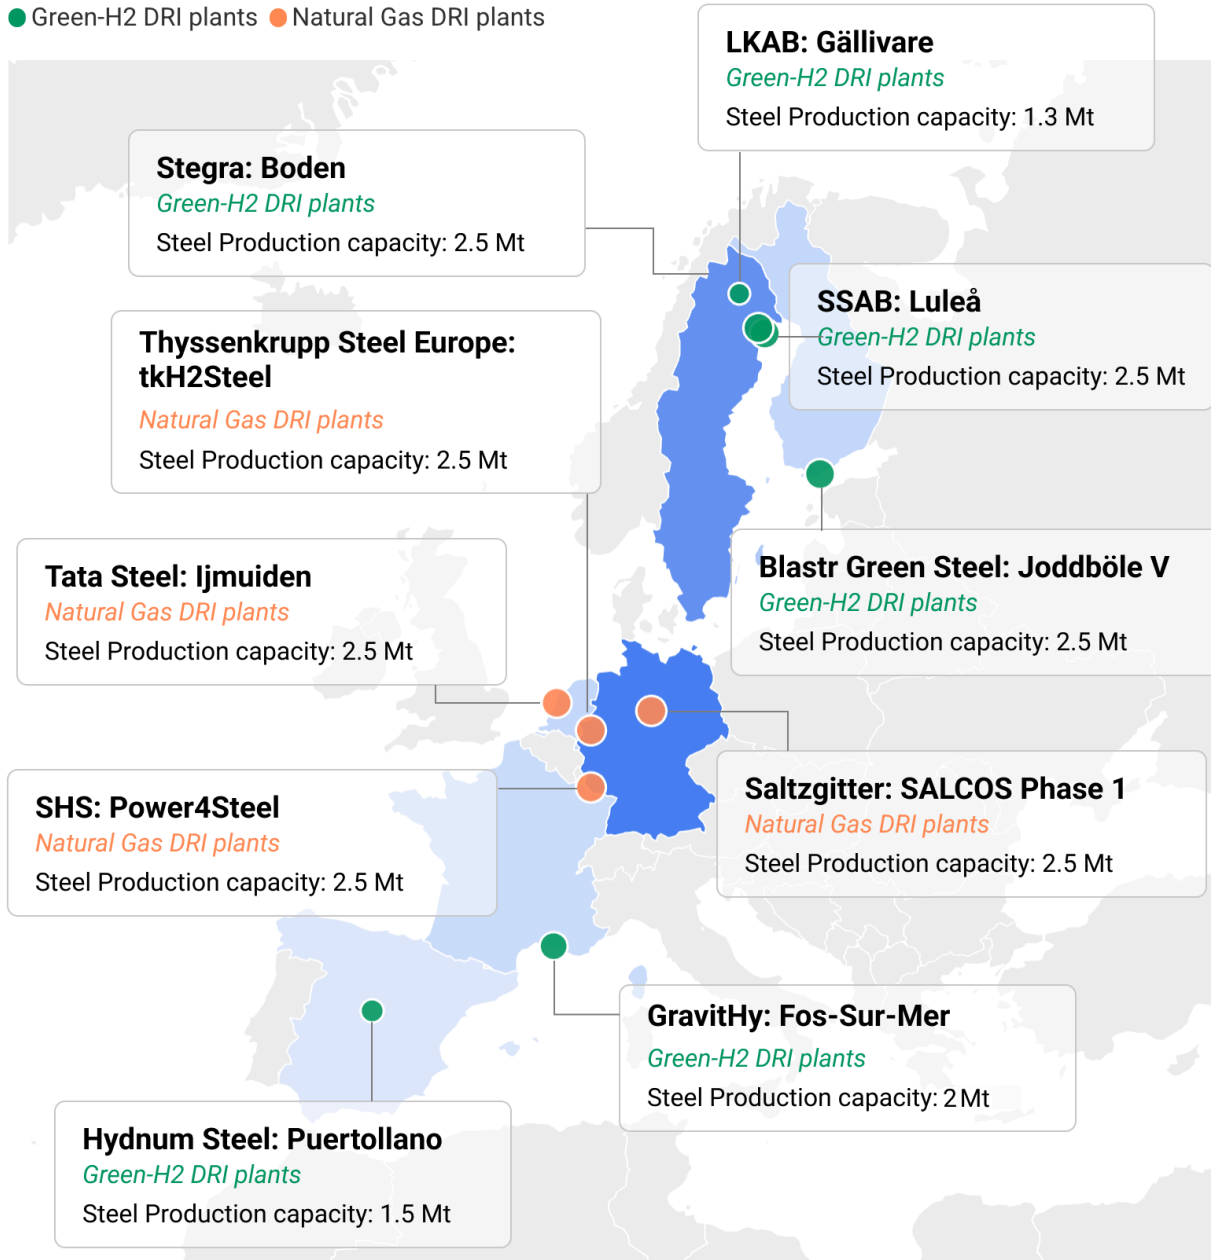 Green-H2 DRI plants Natural Gas DRI plants
LKAB: Gällivare
Green-H2 DRI plants
Steel Production capacity: 1.3 Mt
Stegra: Boden
Green-H2 DRI plants
Steel Production capacity: 2.5 Mt
SSAB: Luleå
Green-H2 DRI plants
Steel Production capacity: 2.5 Mt
Thyssenkrupp Steel Europe:
tkH2Steel
Natural Gas DRI plants
Steel Production capacity: 2.5 Mt
Blastr Green Steel: Joddböle V
Green-H2 DRI plants
Steel Production capacity: 2.5 Mt
Tata Steel: Ijmuiden
Natural Gas DRI plants
Steel Production capacity: 2.5 Mt
Saltzgitter: SALCOS Phase 1
Natural Gas DRI plants
Steel Production capacity: 2.5 Mt
SHS: Power4Steel
Natural Gas DRI plants
Steel Production capacity: 2.5 Mt
GravitHy: Fos-Sur-Mer
Green-H2 DRI plants
Steel Production capacity: 2 Mt
Hydnum Steel: Puertollano
Green-H2 DRI plants
Steel Production capacity: 1.5 Mt